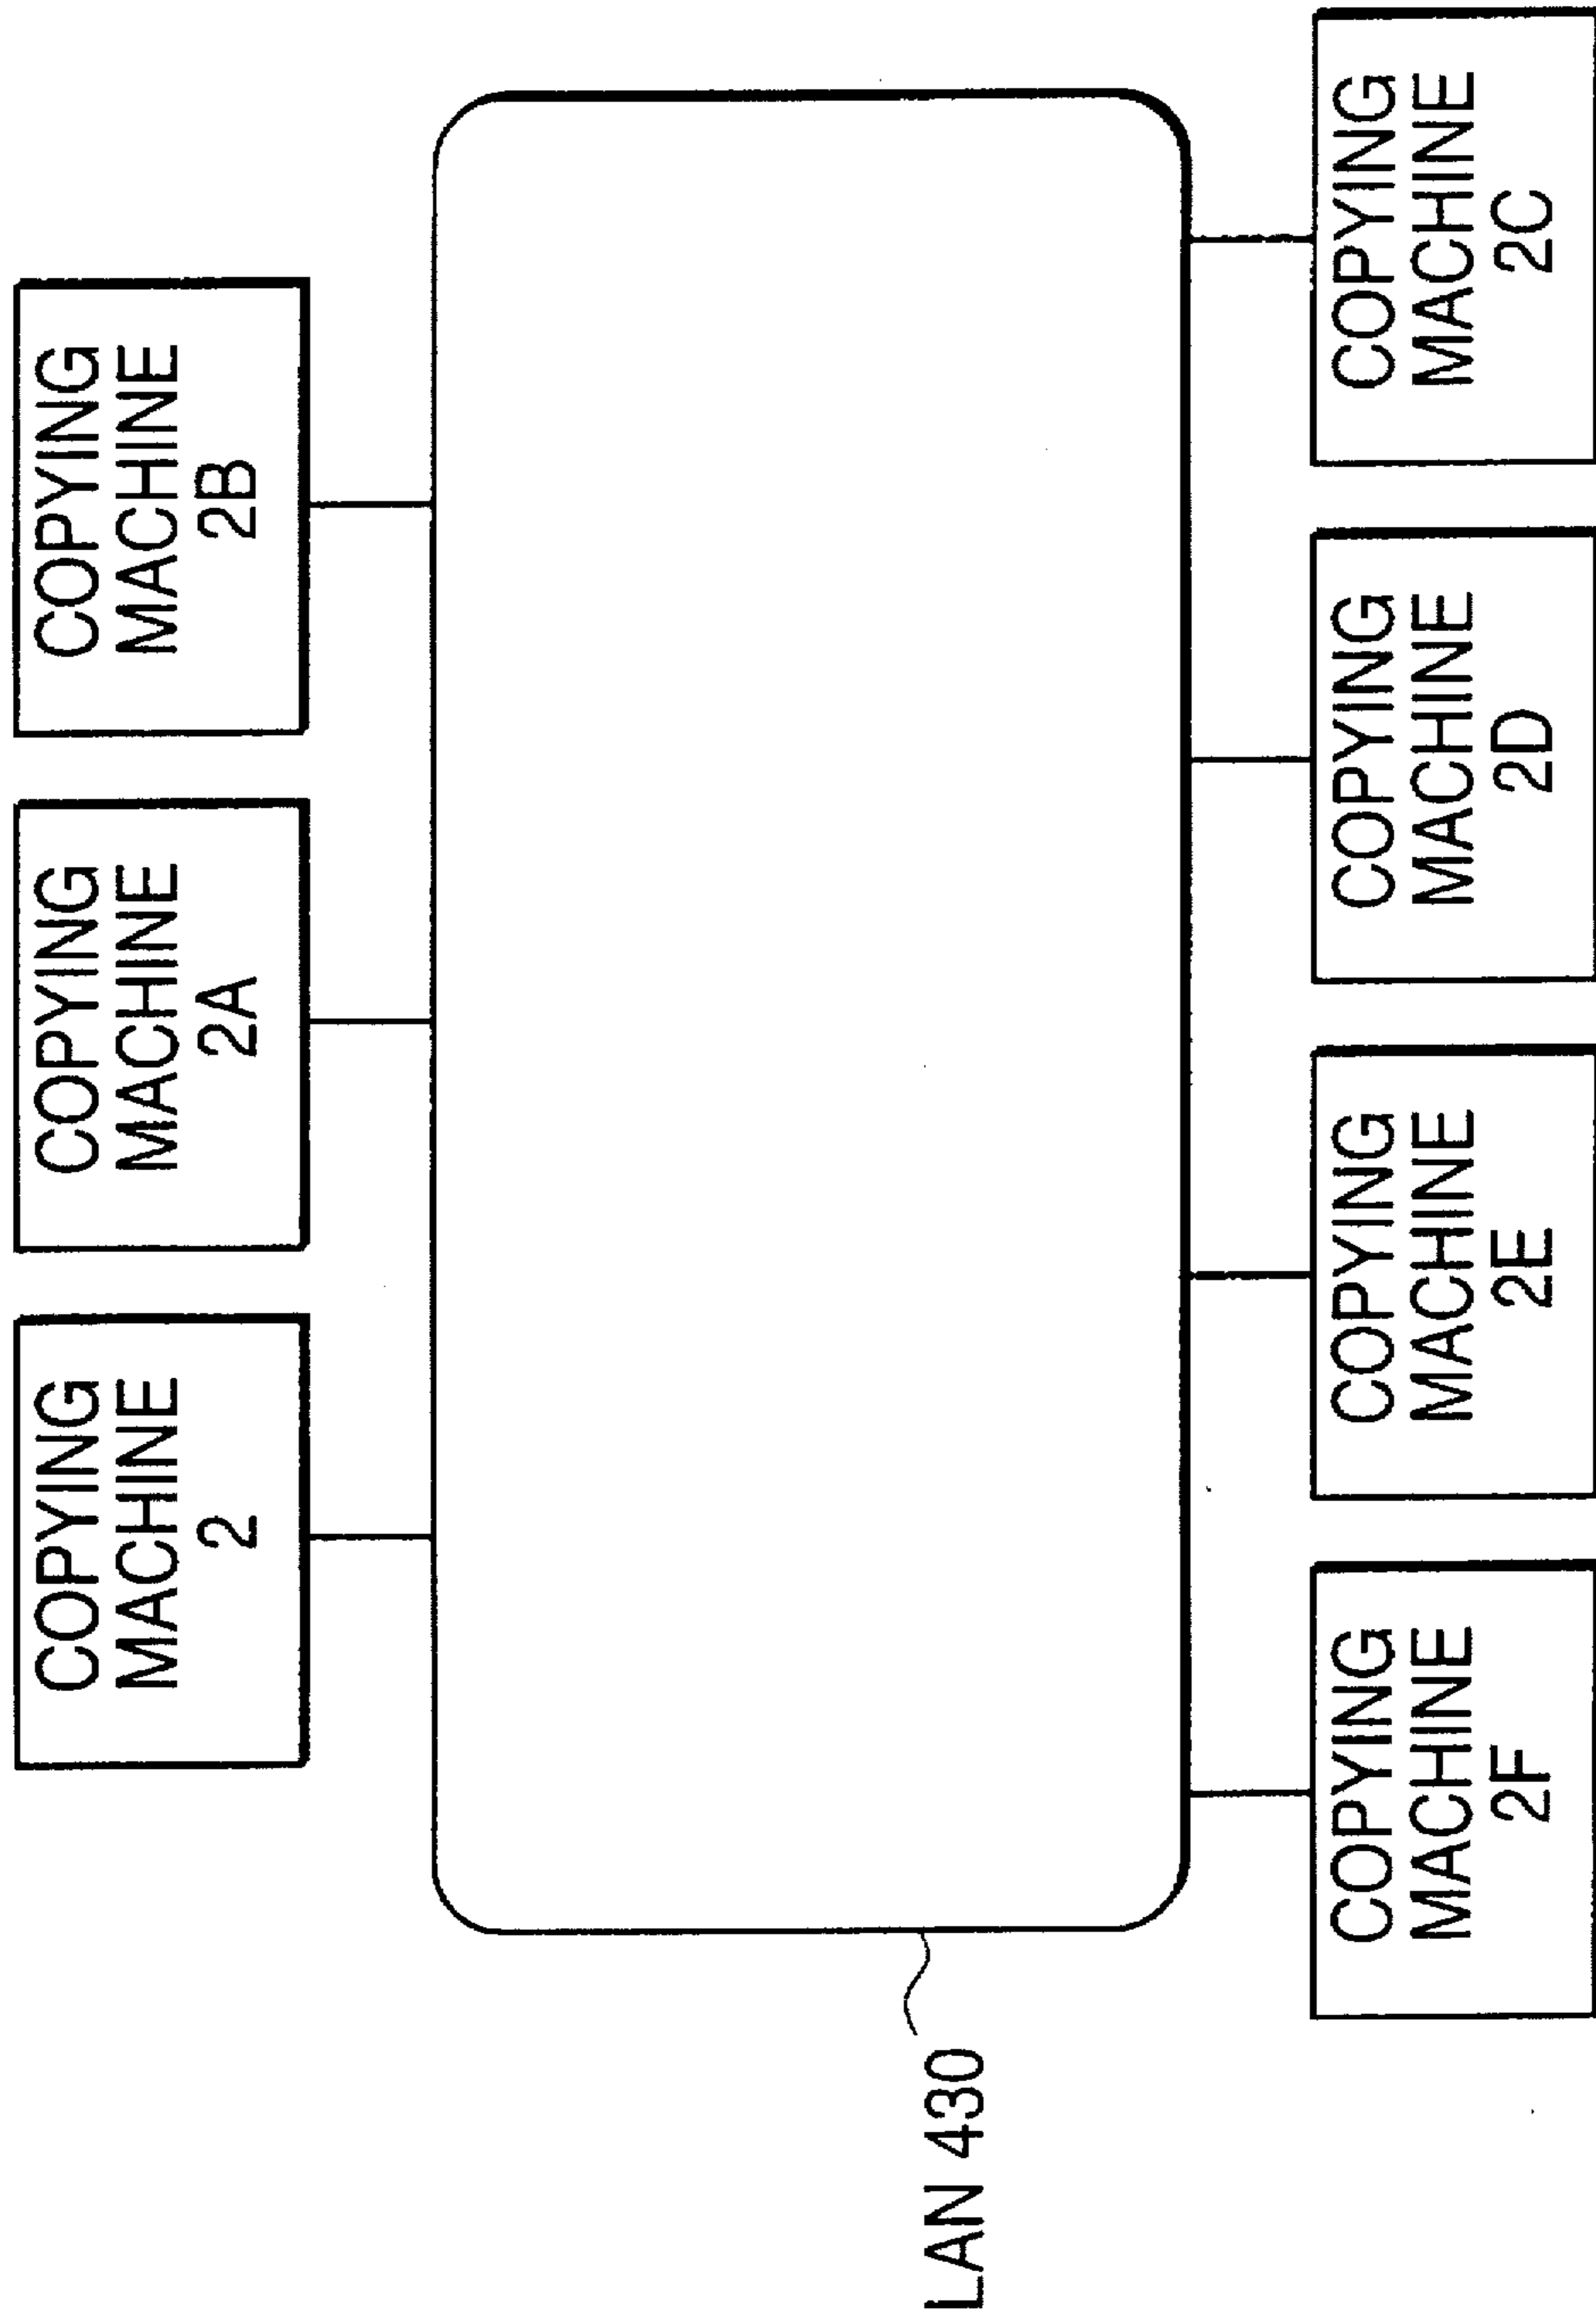 COPYING
MACHINE
2
COPYING
MACHINE
2A
COPYING
MACHINE
2B
LAN 430
COPYING
MACHINE
2F
COPYING
MACHINE
2E
COPYING
MACHINE
2D
COPYING
MACHINE
2C